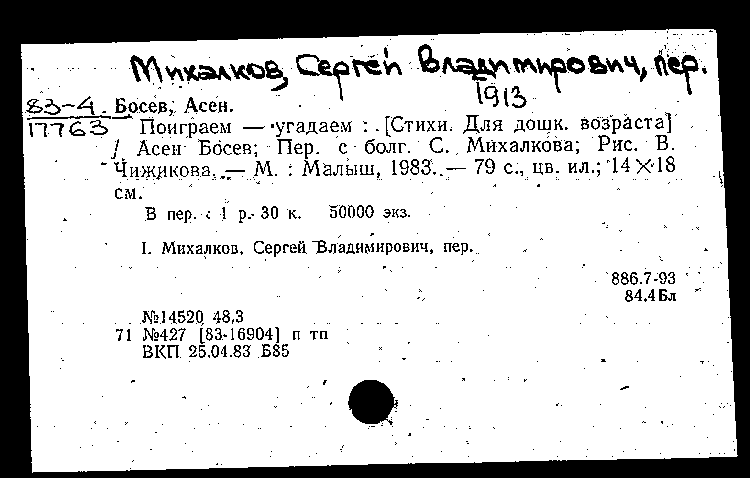 Михалков, Сергей Владимирович, пер.
1913
83-4 Босев, Асен.
17763 Поиграем — угадаем : [Стихи. Для дошк. возраста]
/ Асен Босев; Пер. с болг. С. Михалкова; Рис. В.
Чижикова. — М. : Малыш, 1983. — 79 с., цв. ил.; 14×18
см.
В пер. : 1 р. 30 к. 50000 экз.
I. Михалков, Сергей Владимирович, пер.
886.7-93
84.4Бл
№14520 48,3
71 №427 [83-16904] п тп
ВКП 25.04.83 Б85